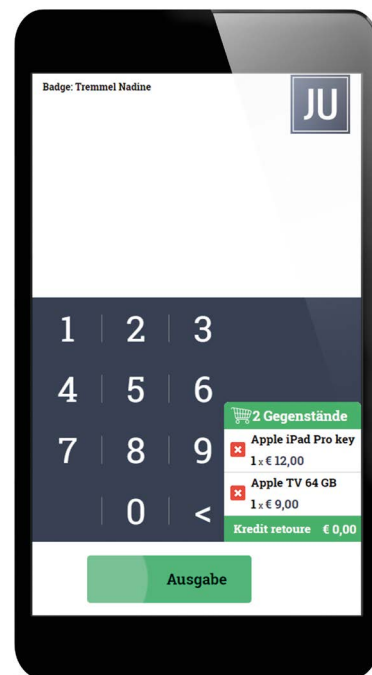 Badge: Tremmel Nadine
JU
1 2 3
4 5 6
7 8 9
0 <
2 Gegenstände
Apple iPad Pro key
1 x € 12,00
Apple TV 64 GB
1 x € 9,00
Kredit retoure € 0,00
Ausgabe